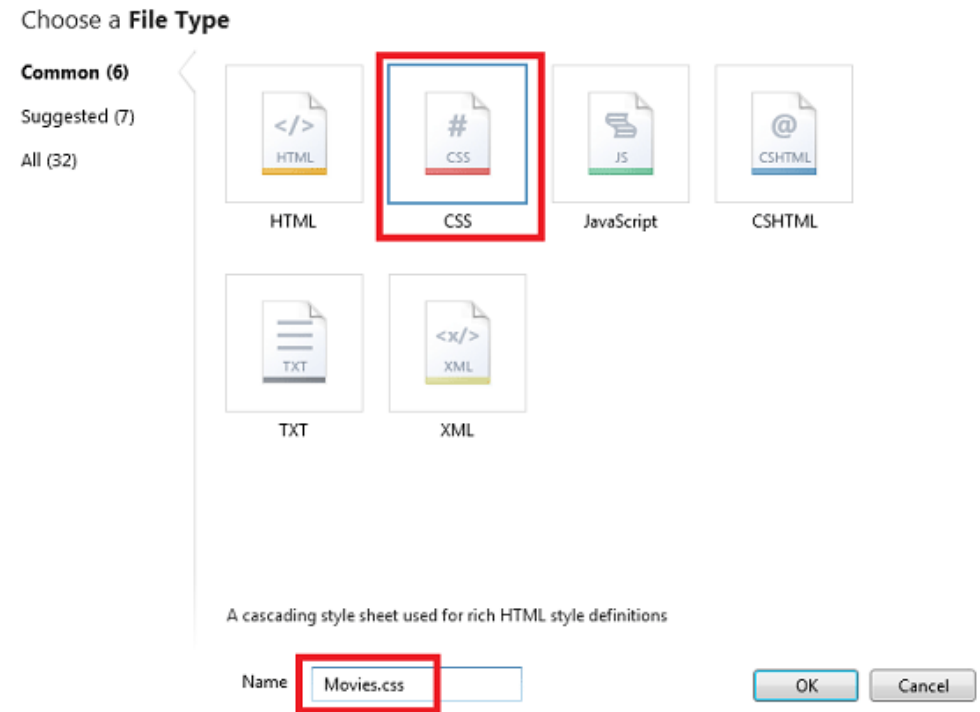 Choose a File Type
Common (6)
Suggested (7)
All (32)
</>
HTML
HTML
#
CSS
CSS
JS
JavaScript
@
CSHTML
CSHTML
TXT
TXT
<x/>
XML
XML
A cascading style sheet used for rich HTML style definitions
Name Movies.css
OK Cancel